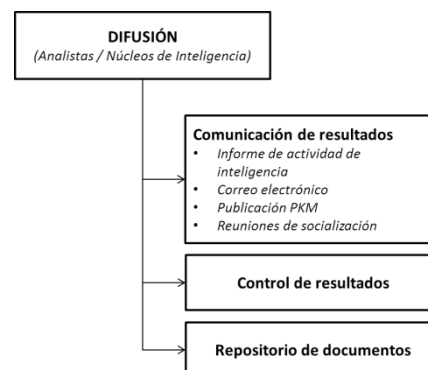 DIFUSIÓN
(Analistas / Núcleos de Inteligencia)
Comunicación de resultados
• Informe de actividad de
inteligencia
• Correo electrónico
• Publicación PKM
• Reuniones de socialización
Control de resultados
Repositorio de documentos